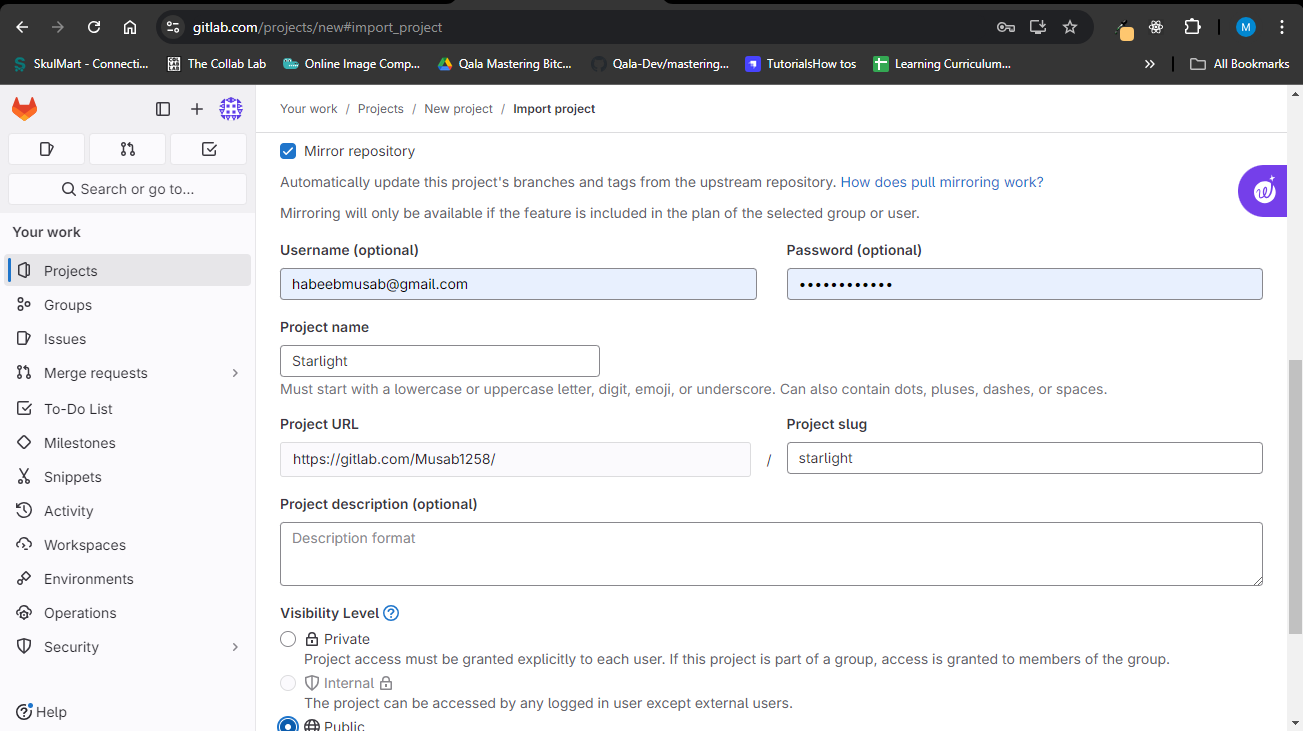 gitlab.com/projects/new#import_project
M
SkulMart - Connecti...
The Collab Lab
Online Image Comp...
Qala Mastering Bitc...
Qala-Dev/mastering...
TutorialsHow tos
Learning Curriculum...
»
All Bookmarks
Your work / Projects / New project / Import project
Search or go to...
Your work
Projects
Groups
Issues
Merge requests
To-Do List
Milestones
Snippets
Activity
Workspaces
Environments
Operations
Security
Help
Mirror repository
Automatically update this project's branches and tags from the upstream repository. How does pull mirroring work?
Mirroring will only be available if the feature is included in the plan of the selected group or user.
Username (optional)
habeebmusab@gmail.com
Password (optional)
••••••••••••
Project name
Starlight
Must start with a lowercase or uppercase letter, digit, emoji, or underscore. Can also contain dots, pluses, dashes, or spaces.
Project URL
https://gitlab.com/Musab1258/
/
Project slug
starlight
Project description (optional)
Description format
Visibility Level
Private
Project access must be granted explicitly to each user. If this project is part of a group, access is granted to members of the group.
Internal
The project can be accessed by any logged in user except external users.
Public